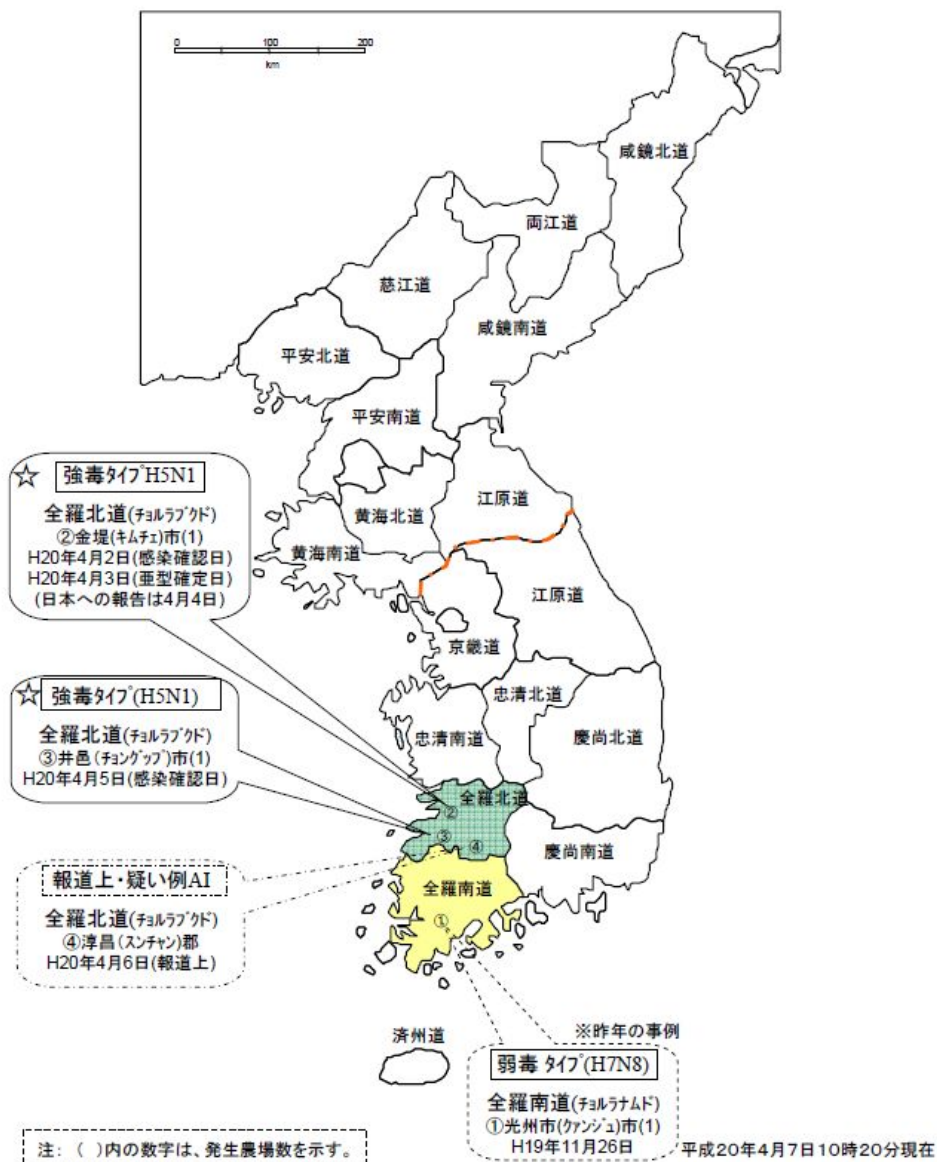 0 100 200
km
咸鏡北道
両江道
慈江道
咸鏡南道
平安北道
平安南道
☆ 強毒ﾀｲﾌﾟH5N1
全羅北道(ﾁｮﾙﾗﾌﾞｸﾄﾞ)
②金堤(ｷﾑﾁｪ)市(1)
H20年4月2日(感染確認日)
H20年4月3日(亜型確定日)
(日本への報告は4月4日)
江原道
黄海北道
黄海南道
江原道
京畿道
☆ 強毒ﾀｲﾌﾟ(H5N1)
全羅北道(ﾁｮﾙﾗﾌﾞｸﾄﾞ)
③井邑(ﾁｮﾝｸﾞｯﾌﾟ)市(1)
H20年4月5日(感染確認日)
忠清北道
忠清南道
慶尚北道
全羅北道
②
③
④
慶尚南道
報道上・疑い例AI
全羅北道(ﾁｮﾙﾗﾌﾞｸﾄﾞ)
④淳昌(ｽﾝﾁｬﾝ)郡
H20年4月6日(報道上)
全羅南道
①
済州道
※昨年の事例
弱毒 ﾀｲﾌﾟ(H7N8)
全羅南道(ﾁｮﾙﾗﾅﾑﾄﾞ)
①光州市(ｸァﾝｼﾞｭ)市(1)
H19年11月26日
注: ( )内の数字は、発生農場数を示す。
平成20年4月7日10時20分現在